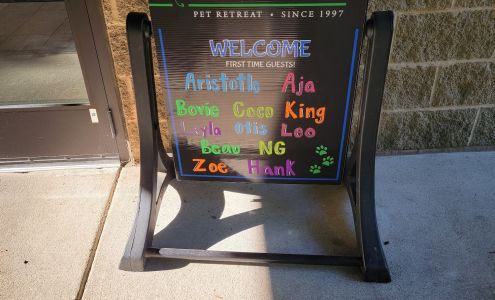 PET RETREAT • SINCE 1997
WELCOME
FIRST TIME GUESTS!
Aristotle Aja
Bowie Coco King
Layla Otis Leo
Beau NG
Zoe Hank